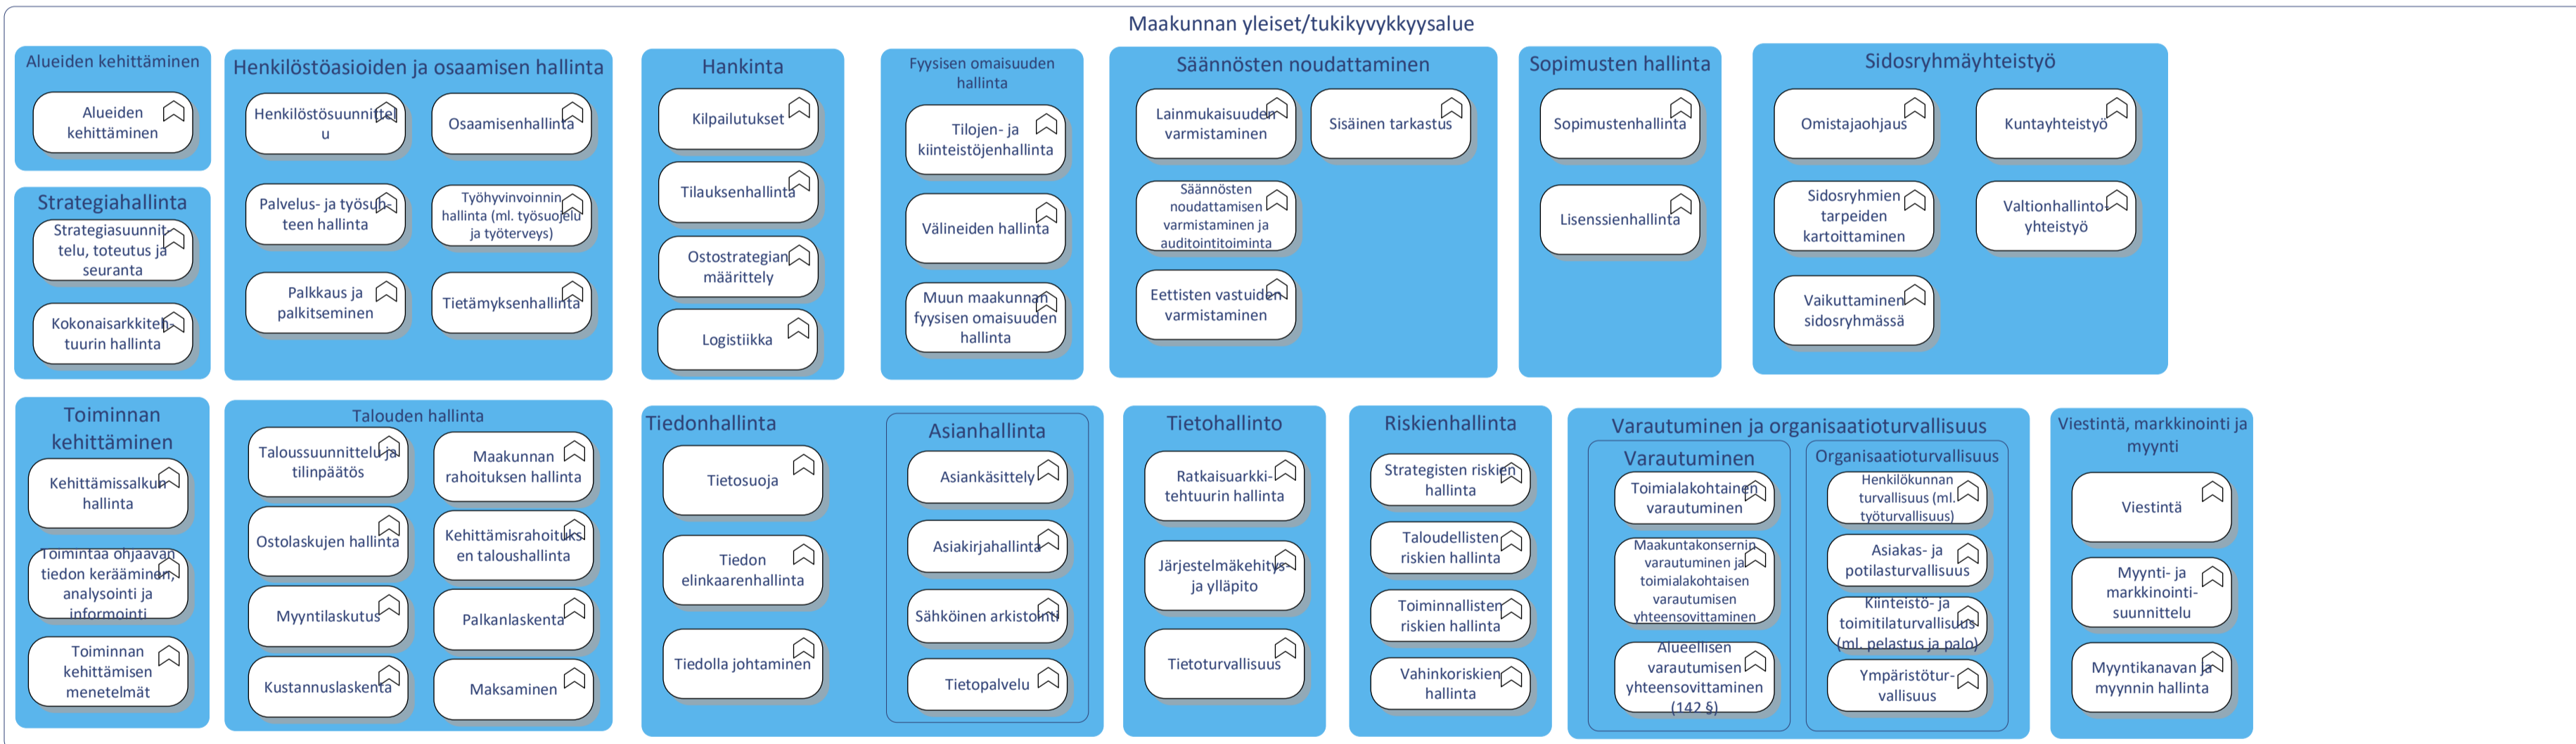 Maakunnan yleiset/tukikyvykkyysalue
Alueiden kehittäminen
Alueiden
kehittäminen
Strategiahallinta
Strategiasuunnit-
telu, toteutus ja
seuranta
Kokonaisarkkiteh-
tuurin hallinta
Henkilöstöasioiden ja osaamisen hallinta
Henkilöstösuunnittel
u
Osaamisenhallinta
Palvelus- ja työsuh-
teen hallinta
Työhyvinvoinnin
hallinta (ml. työsuojelu
ja työterveys)
Palkkaus ja
palkitseminen
Tietämyksenhallinta
Hankinta
Kilpailutukset
Tilauksenhallinta
Ostostrategian
määrittely
Logistiikka
Fyysisen omaisuuden
hallinta
Tilojen- ja
kiinteistöjenhallinta
Välineiden hallinta
Muun maakunnan
fyysisen omaisuuden
hallinta
Säännösten noudattaminen
Lainmukaisuuden
varmistaminen
Sisäinen tarkastus
Säännösten
noudattamisen
varmistaminen ja
auditointitoiminta
Eettisten vastuiden
varmistaminen
Sopimusten hallinta
Sopimustenhallinta
Lisenssienhallinta
Sidosryhmäyhteistyö
Omistajaohjaus
Kuntayhteistyö
Sidosryhmien
tarpeiden
kartoittaminen
Valtionhallinto-
yhteistyö
Vaikuttaminen
sidosryhmässä
Toiminnan
kehittäminen
Kehittämissalkun
hallinta
Toimintaa ohjaavan
tiedon kerääminen,
analysointi ja
informointi
Toiminnan
kehittämisen
menetelmät
Talouden hallinta
Taloussuunnittelu ja
tilinpäätös
Maakunnan
rahoituksen hallinta
Ostolaskujen hallinta
Kehittämisrahoituks
en taloushallinta
Myyntilaskutus
Palkanlaskenta
Kustannuslaskenta
Maksaminen
Tiedonhallinta
Tietosuoja
Tiedon
elinkaarenhallinta
Tiedolla johtaminen
Asianhallinta
Asiankäsittely
Asiakirjahallinta
Sähköinen arkistointi
Tietopalvelu
Tietohallinto
Ratkaisuarkki-
tehtuurin hallinta
Järjestelmäkehitys-
ja ylläpito
Tietoturvallisuus
Riskienhallinta
Strategisten riskien
hallinta
Taloudellisten
riskien hallinta
Toiminnallisten
riskien hallinta
Vahinkoriskien
hallinta
Varautuminen ja organisaatioturvallisuus
Varautuminen
Toimialakohtainen
varautuminen
Maakuntakonsernin
varautuminen ja
toimialakohtaisen
varautumisen
yhteensovittaminen
Alueellisen
varautumisen
yhteensovittaminen
(142 §)
Organisaatioturvallisuus
Henkilökunnan
turvallisuus (ml.
työturvallisuus)
Asiakas- ja
potilasturvallisuus
Kiinteistö- ja
toimitilaturvallisuus
(ml. pelastus ja palo)
Ympäristötur-
vallisuus
Viestintä, markkinointi ja
myynti
Viestintä
Myynti- ja
markkinointi-
suunnittelu
Myyntikanavan ja
myynnin hallinta